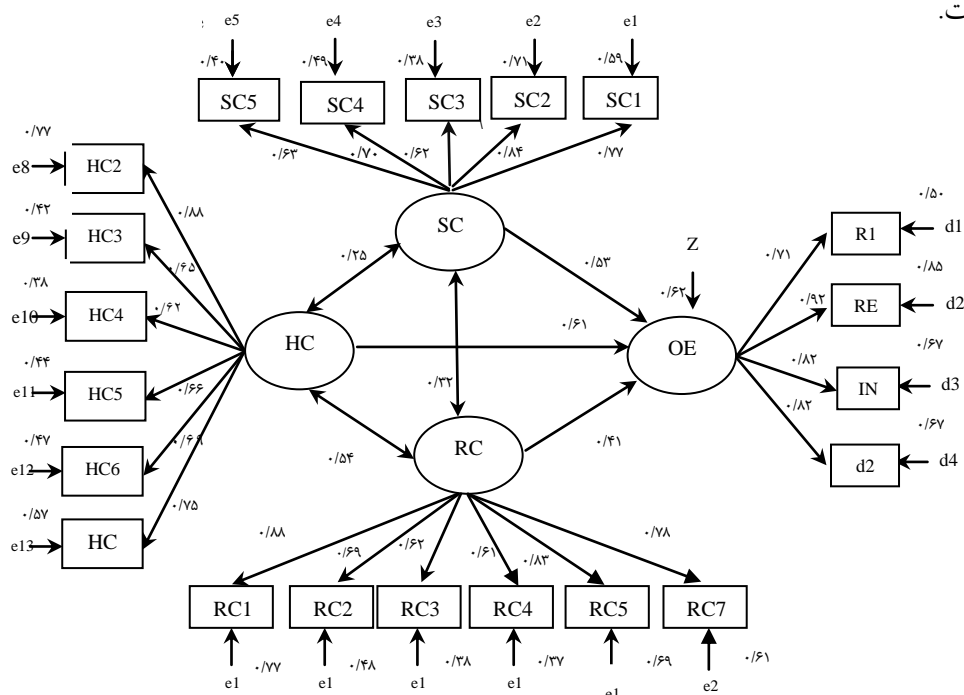 ت.
e5 e4 e3 e2 e1
۰/۴۰ ۰/۴۹ ۰/۳۸ ۰/۷۱ ۰/۵۹
SC5 SC4 SC3 SC2 SC1
۰/۶۳ ۰/۷۰ ۰/۶۲ ۰/۸۴ ۰/۷۷
۰/۷۷
e8 HC2
۰/۸۸
۰/۴۲
e9 HC3
۰/۶۵
۰/۳۸
e10 HC4
۰/۶۲
۰/۴۴
e11 HC5
۰/۶۶
۰/۴۷
e12 HC6
۰/۶۹
۰/۵۷
e13 HC
۰/۷۵
SC
۰/۲۵ ۰/۵۳
HC
۰/۶۱
۰/۳۲
RC
۰/۵۴ ۰/۴۱
Z
۰/۶۲
OE
۰/۵۰
R1 d1
۰/۷۱
۰/۸۵
RE d2
۰/۹۲
۰/۶۷
IN d3
۰/۸۲
۰/۶۷
d2 d4
۰/۸۲
۰/۸۸ ۰/۶۹ ۰/۶۲ ۰/۶۱ ۰/۸۳ ۰/۷۸
RC1 RC2 RC3 RC4 RC5 RC7
۰/۷۷ ۰/۴۸ ۰/۳۸ ۰/۳۷ ۰/۶۹ ۰/۶۱
e1 e1 e1 e1 e1 e2